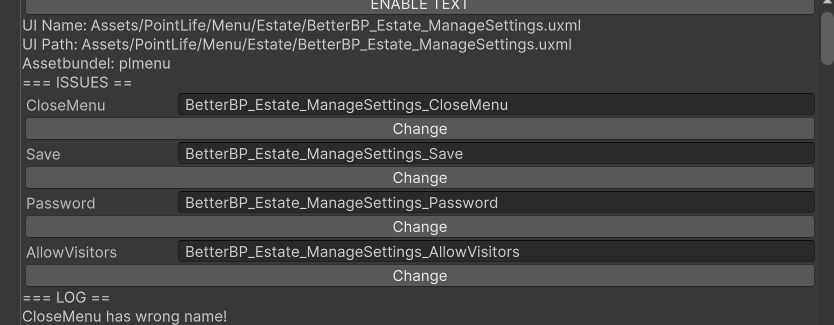 ENABLE TEXT
UI Name: Assets/PointLife/Menu/Estate/BetterBP_Estate_ManageSettings.uxml
UI Path: Assets/PointLife/Menu/Estate/BetterBP_Estate_ManageSettings.uxml
Assetbundel: plmenu
=== ISSUES ==
CloseMenu BetterBP_Estate_ManageSettings_CloseMenu
Change
Save BetterBP_Estate_ManageSettings_Save
Change
Password BetterBP_Estate_ManageSettings_Password
Change
AllowVisitors BetterBP_Estate_ManageSettings_AllowVisitors
Change
=== LOG ==
CloseMenu has wrong name!